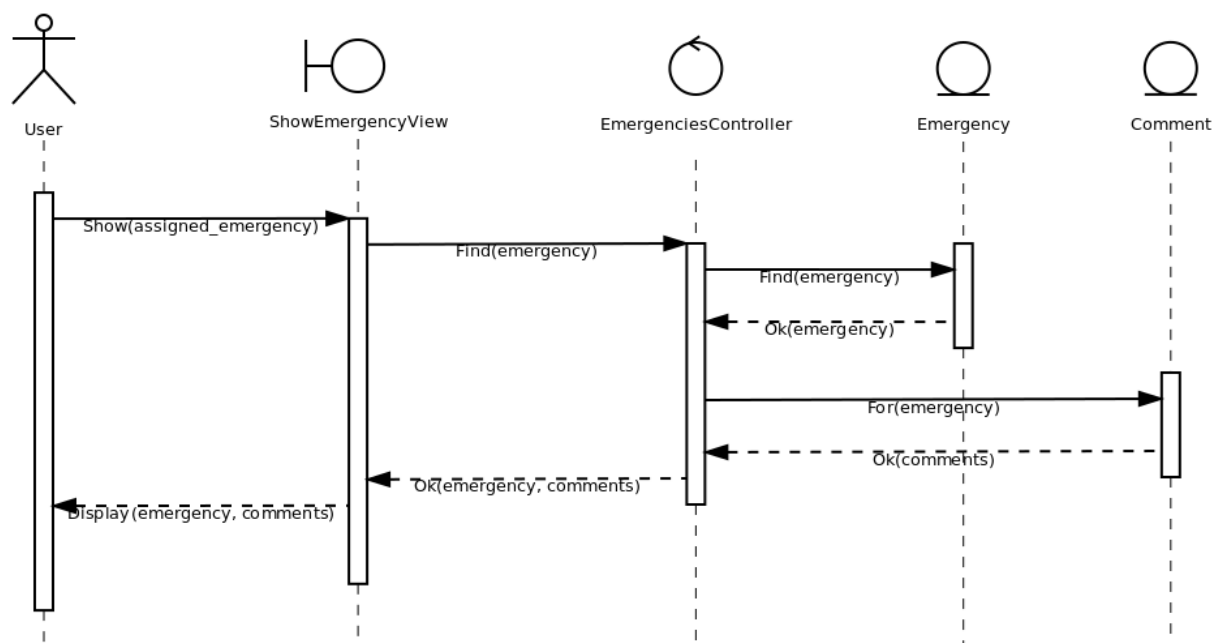 User
ShowEmergencyView
EmergenciesController
Emergency
Comment
Show(assigned_emergency)
Find(emergency)
Find(emergency)
Ok(emergency)
For(emergency)
Ok(comments)
Ok(emergency, comments)
Display(emergency, comments)